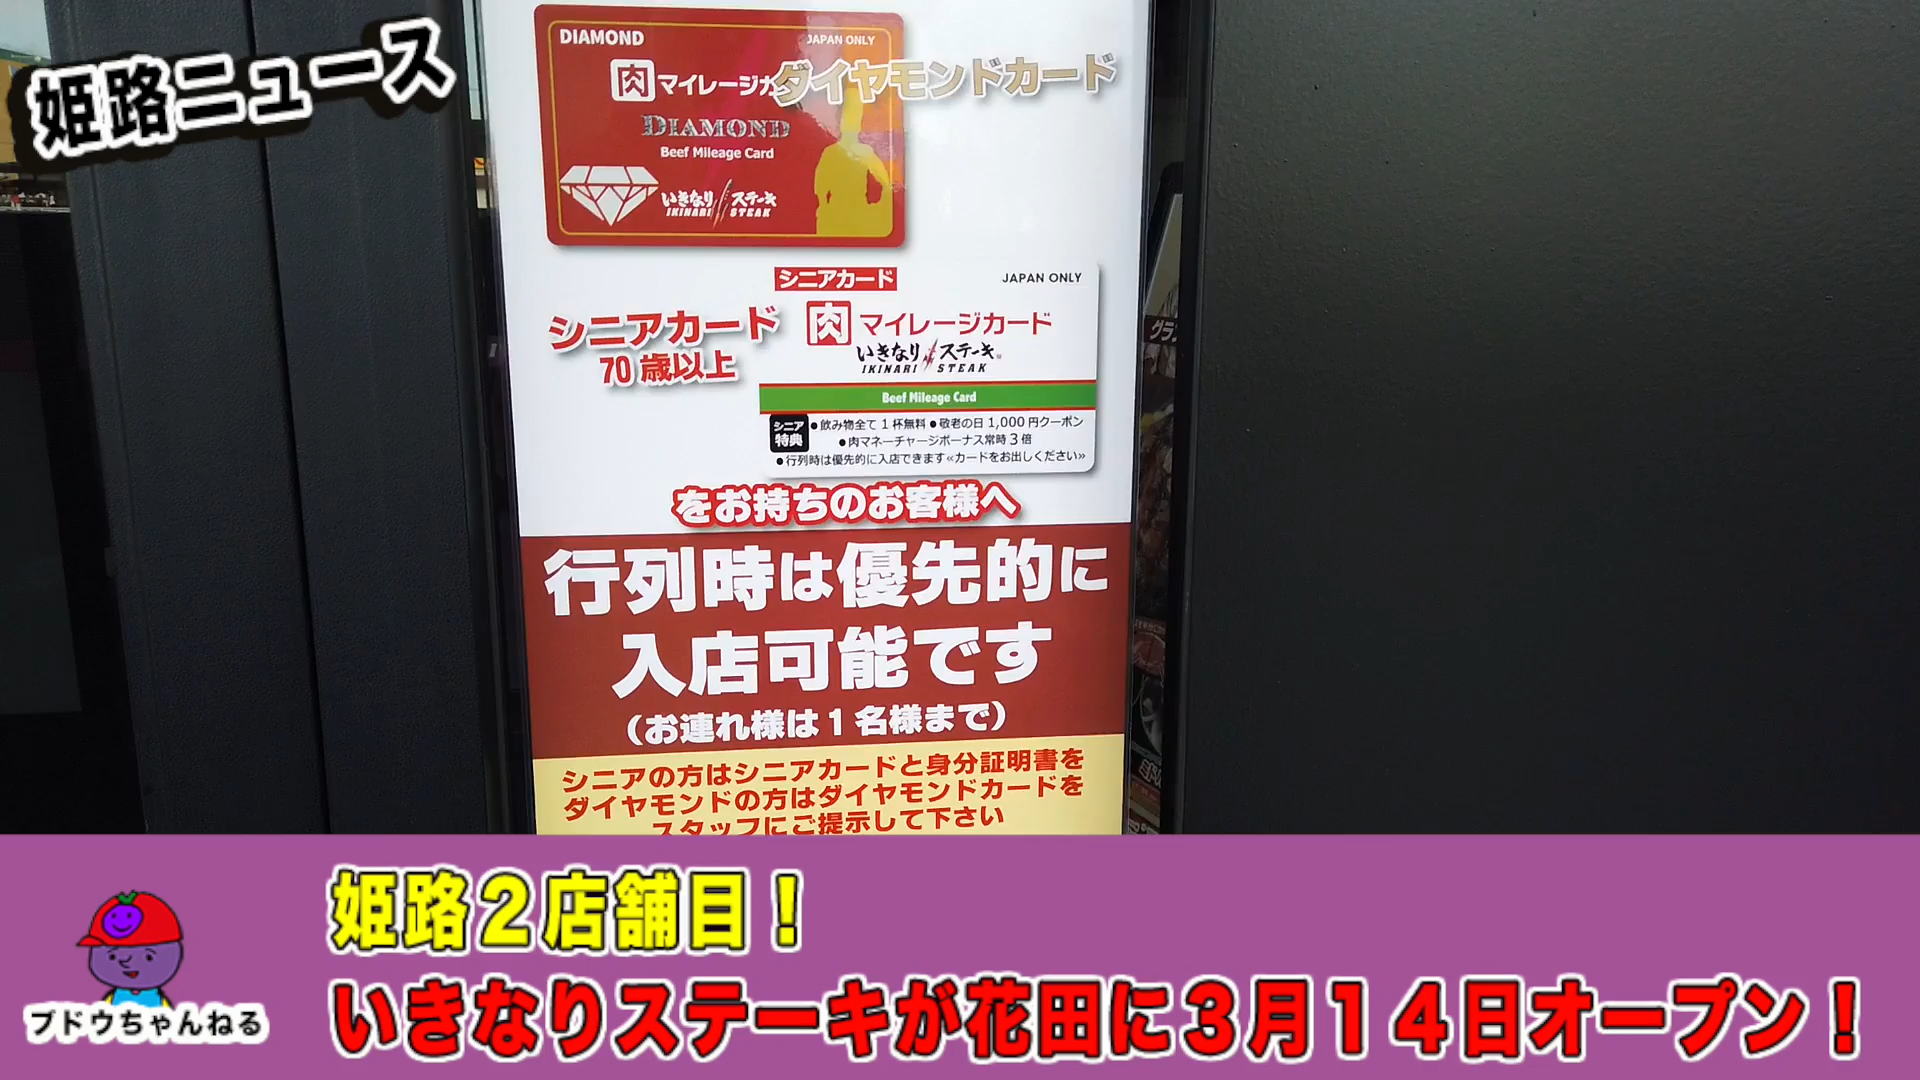 姫路ニュース
DIAMOND
JAPAN ONLY
肉マイレージカ
ダイヤモンドカード
DIAMOND
Beef Mileage Card
いきなりステーキ
IKINARI STEAK
シニアカード
JAPAN ONLY
シニアカード
70歳以上
肉マイレージカード
いきなりステーキ
IKINARI STEAK
Beef Mileage Card
シニア特典
●飲み物全て1杯無料●敬老の日1,000円クーポン
●肉マネーチャージボーナス常時3倍
●行列時は優先的に入店できます≪カードをお出しください≫
をお持ちのお客様へ
行列時は優先的に
入店可能です
（お連れ様は1名様まで）
シニアの方はシニアカードと身分証明書を
ダイヤモンドの方はダイヤモンドカードを
スタッフにご提示して下さい
グラ
姫路２店舗目！
いきなりステーキが花田に３月１４日オープン！
ブドウちゃんねる